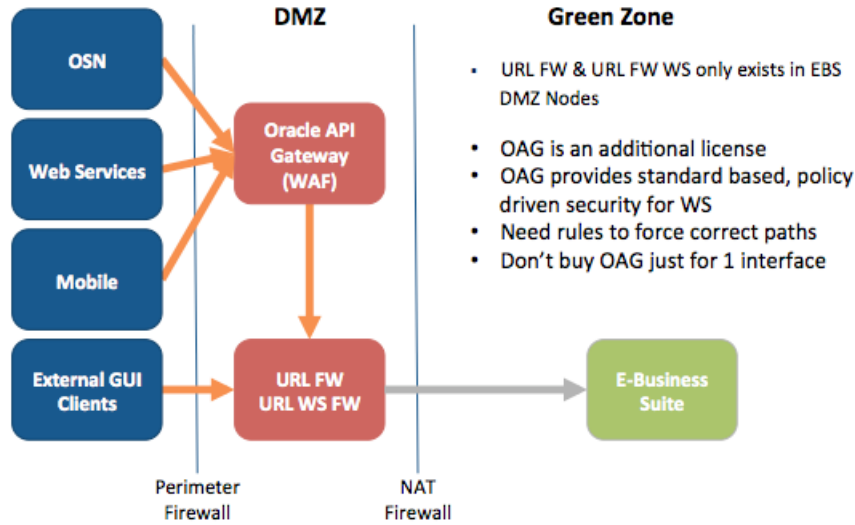 DMZ
Green Zone
OSN
Web Services
Mobile
External GUI
Clients
Oracle API
Gateway
(WAF)
URL FW
URL WS FW
▪ URL FW & URL FW WS only exists in EBS
DMZ Nodes
• OAG is an additional license
• OAG provides standard based, policy
driven security for WS
• Need rules to force correct paths
• Don’t buy OAG just for 1 interface
E-Business
Suite
Perimeter
Firewall
NAT
Firewall